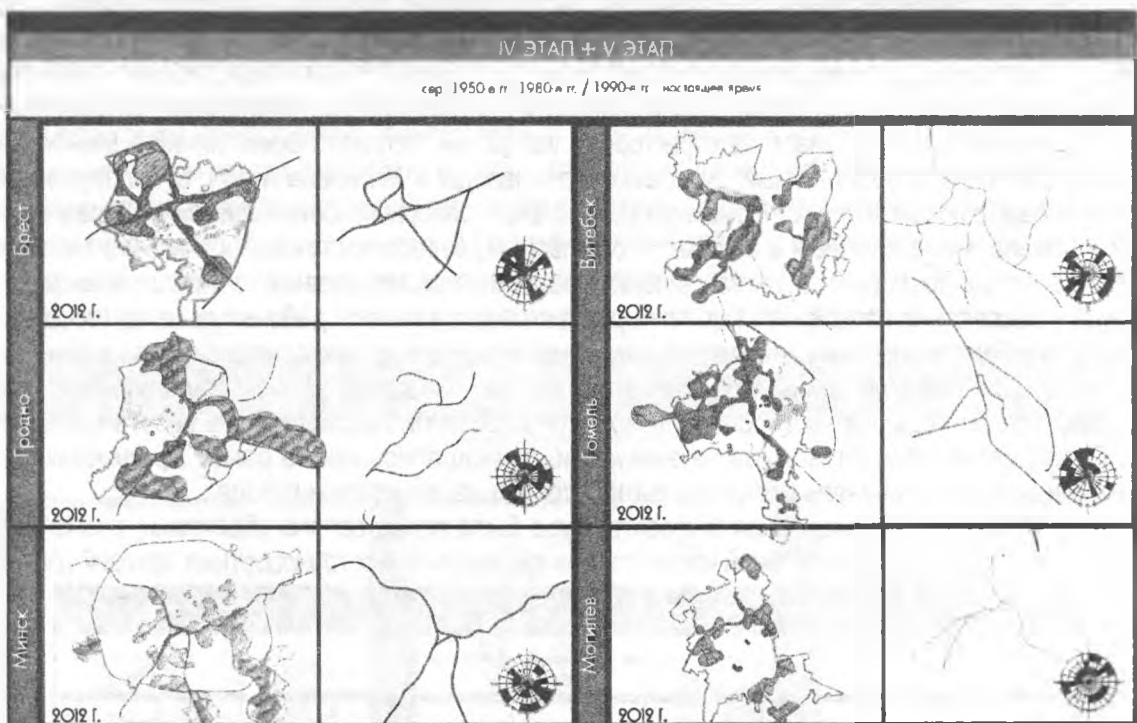 IV ЭТАП + V ЭТАП
сер. 1950-е гг. 1980-е гг. / 1990-е гг. настоящее время
Брест
2012 Г.
Витебск
2012 Г.
Гродно
2012 Г.
Гомель
2012 Г.
Минск
2012 Г.
Могилев
2012 Г.